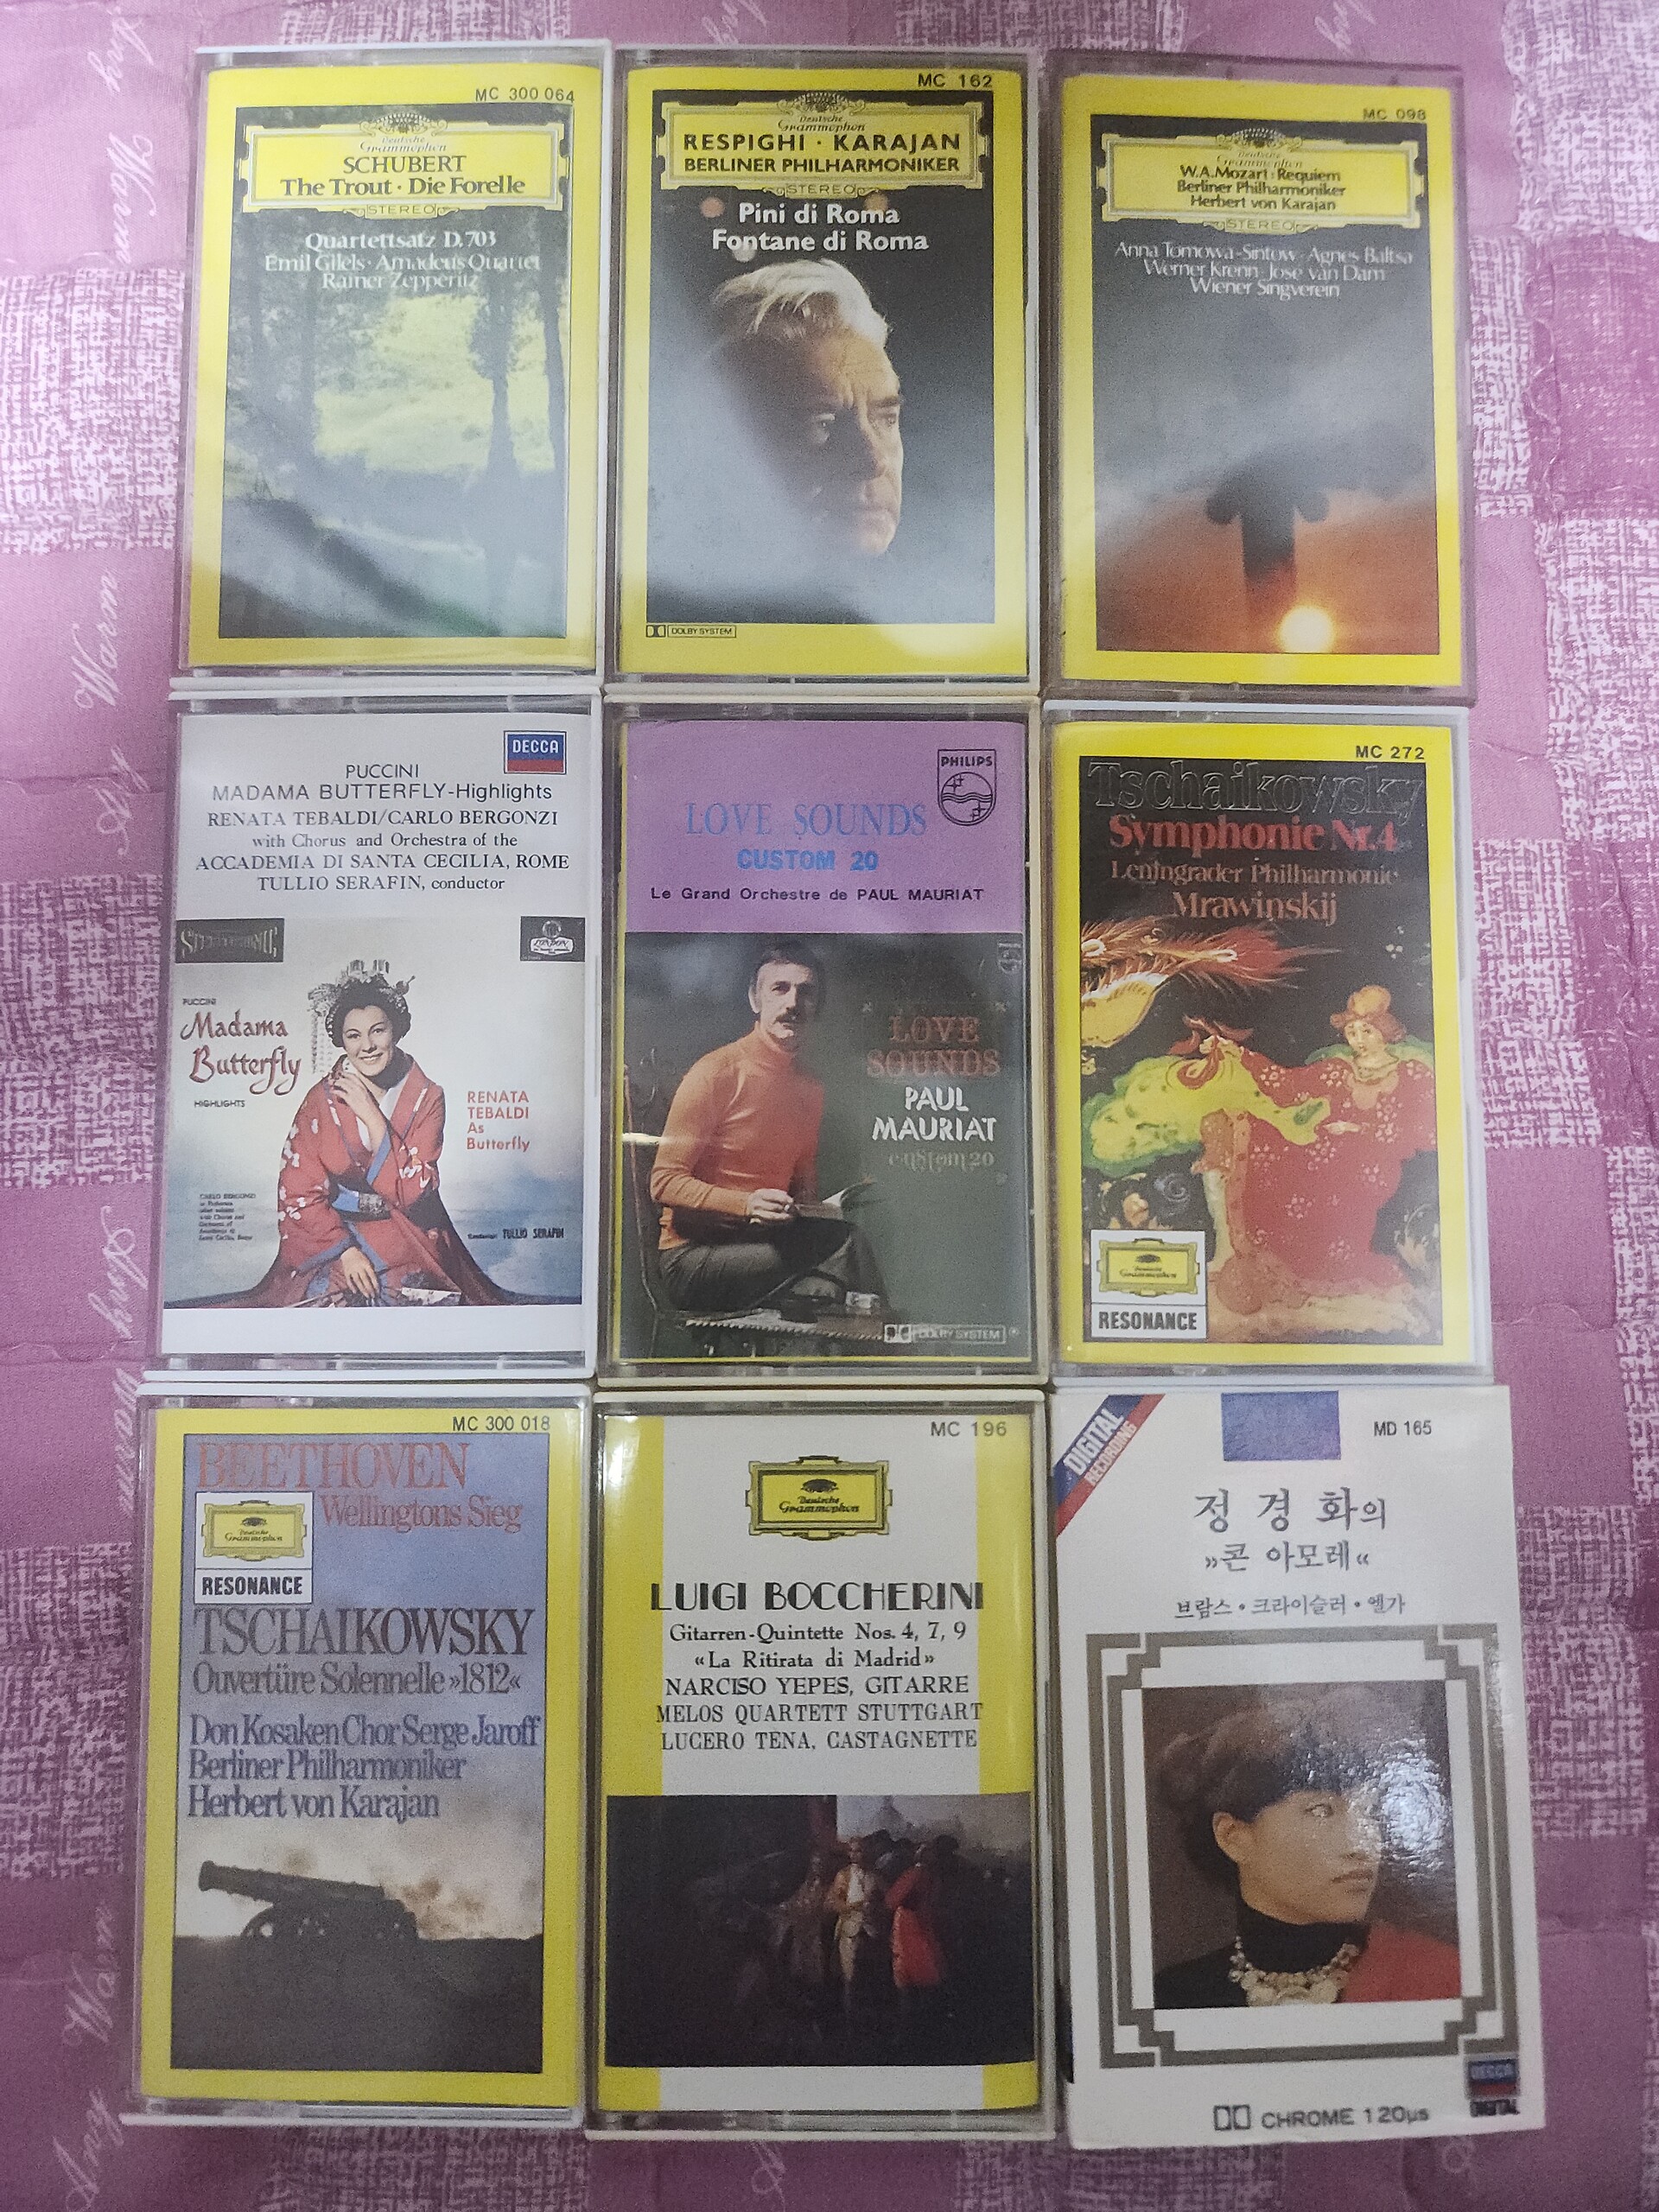 MC 300 064
Deutsche
Grammophon
SCHUBERT
The Trout · Die Forelle
STEREO
Quartettsatz D.703
Emil Gilels · Amadeus Quartet
Rainer Zepperitz
MC 162
Deutsche
Grammophon
RESPIGHI · KARAJAN
BERLINER PHILHARMONIKER
STEREO
Pini di Roma
Fontane di Roma
DOLBY SYSTEM
MC 098
Deutsche
Grammophon
W.A.Mozart · Requiem
Berliner Philharmoniker
Herbert von Karajan
STEREO
Anna Tomowa-Sintow · Agnes Baltsa
Werner Krenn · José van Dam
Wiener Singverein
DECCA
PUCCINI
MADAMA BUTTERFLY-Highlights
RENATA TEBALDI/CARLO BERGONZI
with Chorus and Orchestra of the
ACCADEMIA DI SANTA CECILIA, ROME
TULLIO SERAFIN, conductor
LONDON
PUCCINI
Madama
Butterfly
HIGHLIGHTS
RENATA
TEBALDI
As
Butterfly
CARLO BERGONZI
Conductor: TULLIO SERAFIN
PHILIPS
LOVE SOUNDS
CUSTOM 20
Le Grand Orchestre de PAUL MAURIAT
LOVE
SOUNDS
PAUL
MAURIAT
custom 20
DOLBY SYSTEM
MC 272
Tschaikowsky
Symphonie Nr.4
Leningrader Philharmonie
Mrawinskij
Deutsche
Grammophon
RESONANCE
MC 300 018
BEETHOVEN
Wellingtons Sieg
Deutsche
Grammophon
RESONANCE
TSCHAIKOWSKY
Ouvertüre Solennelle »1812«
Don Kosaken Chor Serge Jaroff
Berliner Philharmoniker
Herbert von Karajan
MC 196
Deutsche
Grammophon
LUIGI BOCCHERINI
Gitarren-Quintette Nos. 4, 7, 9
«La Ritirata di Madrid»
NARCISO YEPES, GITARRE
MELOS QUARTETT STUTTGART
LUCERO TENA, CASTAGNETTE
DIGITAL
RECORDING
MD 165
정 경 화의
»콘 아모레«
브람스 • 크라이슬러 • 엘가
DECCA
DIGITAL
CHROME 120µs
Warm
Any